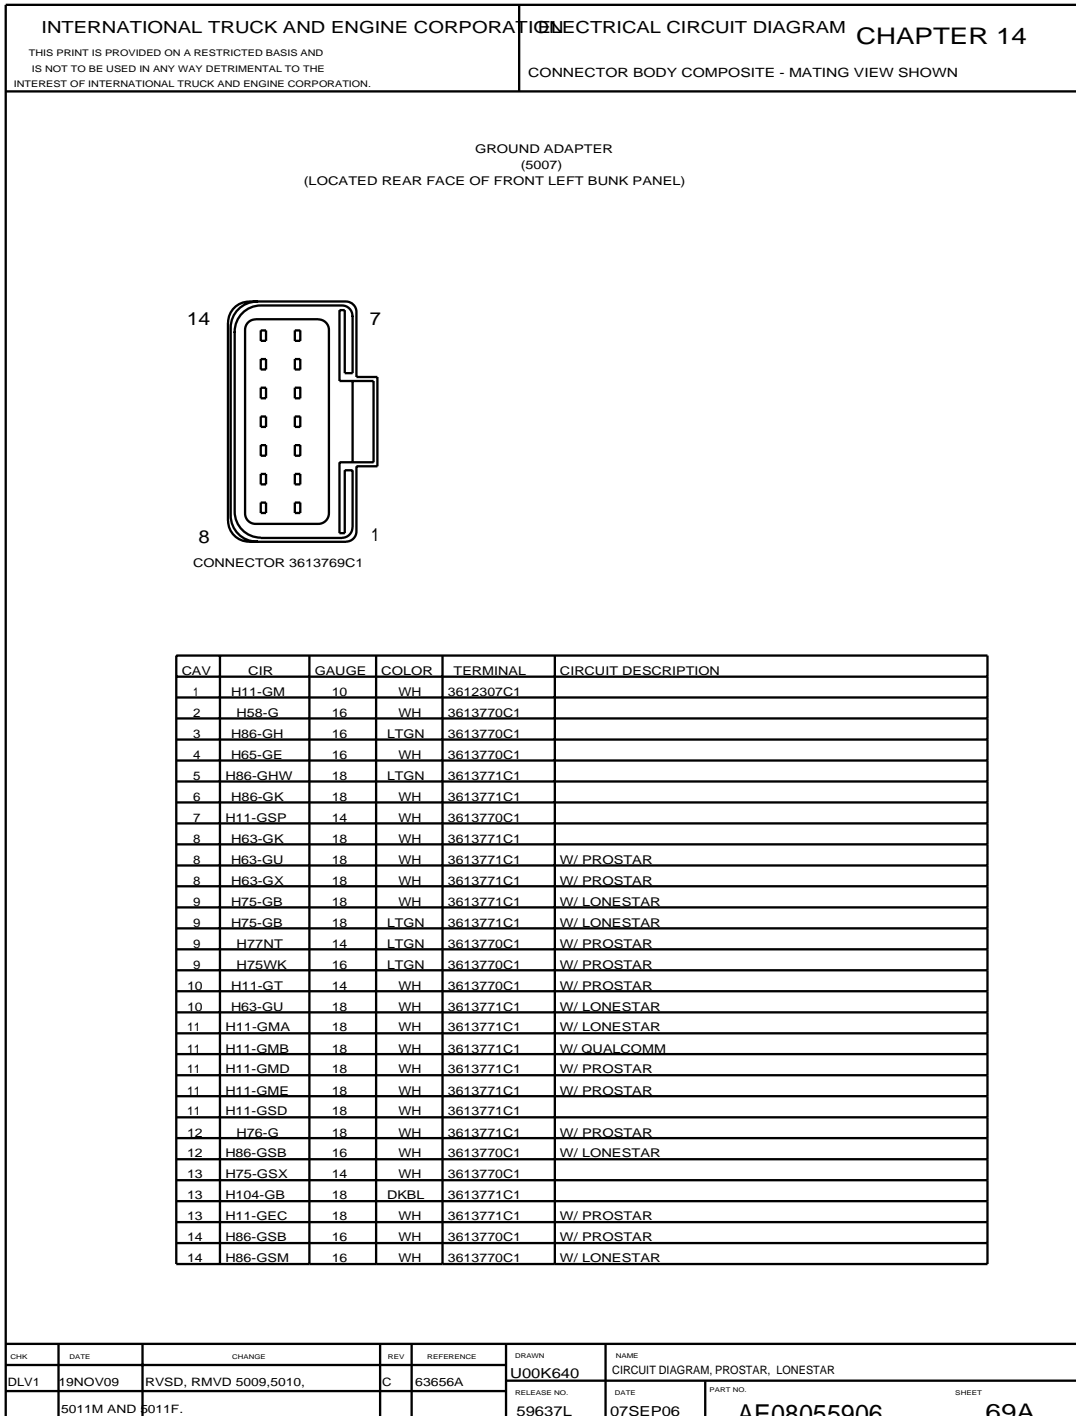 INTERNATIONAL TRUCK AND ENGINE CORPORATION
THIS PRINT IS PROVIDED ON A RESTRICTED BASIS AND
IS NOT TO BE USED IN ANY WAY DETRIMENTAL TO THE
INTEREST OF INTERNATIONAL TRUCK AND ENGINE CORPORATION.
ELECTRICAL CIRCUIT DIAGRAM CHAPTER 14
CONNECTOR BODY COMPOSITE - MATING VIEW SHOWN
GROUND ADAPTER
(5007)
(LOCATED REAR FACE OF FRONT LEFT BUNK PANEL)
14 7
8 1
CONNECTOR 3613769C1
CAV CIR GAUGE COLOR TERMINAL CIRCUIT DESCRIPTION
1 H11-GM 10 WH 3612307C1
2 H58-G 16 WH 3613770C1
3 H86-GH 16 LTGN 3613770C1
4 H65-GE 16 WH 3613770C1
5 H86-GHW 18 LTGN 3613771C1
6 H86-GK 18 WH 3613771C1
7 H11-GSP 14 WH 3613770C1
8 H63-GK 18 WH 3613771C1
8 H63-GU 18 WH 3613771C1 W/ PROSTAR
8 H63-GX 18 WH 3613771C1 W/ PROSTAR
9 H75-GB 18 WH 3613771C1 W/ LONESTAR
9 H75-GB 18 LTGN 3613771C1 W/ LONESTAR
9 H77NT 14 LTGN 3613770C1 W/ PROSTAR
9 H75WK 16 LTGN 3613770C1 W/ PROSTAR
10 H11-GT 14 WH 3613770C1 W/ PROSTAR
10 H63-GU 18 WH 3613771C1 W/ LONESTAR
11 H11-GMA 18 WH 3613771C1 W/ LONESTAR
11 H11-GMB 18 WH 3613771C1 W/ QUALCOMM
11 H11-GMD 18 WH 3613771C1 W/ PROSTAR
11 H11-GME 18 WH 3613771C1 W/ PROSTAR
11 H11-GSD 18 WH 3613771C1
12 H76-G 18 WH 3613771C1 W/ PROSTAR
12 H86-GSB 16 WH 3613770C1 W/ LONESTAR
13 H75-GSX 14 WH 3613770C1
13 H104-GB 18 DKBL 3613771C1
13 H11-GEC 18 WH 3613771C1 W/ PROSTAR
14 H86-GSB 16 WH 3613770C1 W/ PROSTAR
14 H86-GSM 16 WH 3613770C1 W/ LONESTAR
CHK DATE CHANGE REV REFERENCE DRAWN NAME
DLV1 19NOV09 RVSD, RMVD 5009,5010, C 63656A U00K640 CIRCUIT DIAGRAM, PROSTAR, LONESTAR
RELEASE NO. DATE PART NO. SHEET
5011M AND 5011F. 59637L 07SEP06 AE08055906 69A